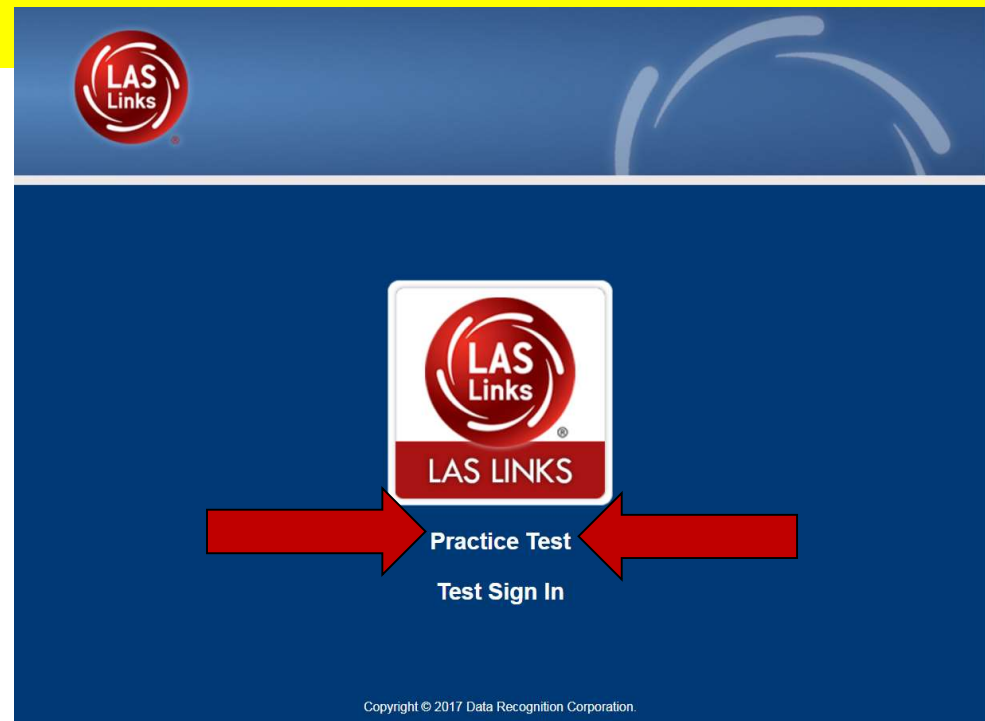 LAS
Links
®
LAS
Links
®
LAS LINKS
Practice Test
Test Sign In
Copyright © 2017 Data Recognition Corporation.